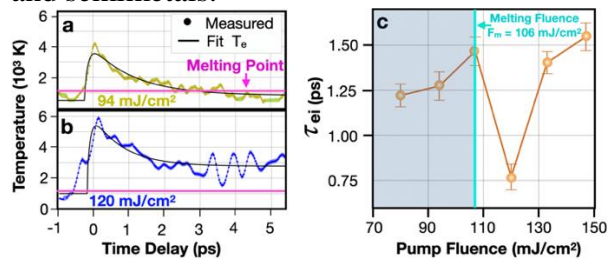 and semimetals.
a
Measured
Fit Tₑ
Melting Point
94 mJ/cm²
b
120 mJ/cm²
Temperature (10³ K)
6
4
2
0
6
4
2
0
-1 0 1 2 3 4 5
Time Delay (ps)
c
Melting Fluence
Fₘ = 106 mJ/cm²
τei (ps)
1.50
1.25
1.00
0.75
70 90 110 130 150
Pump Fluence (mJ/cm²)